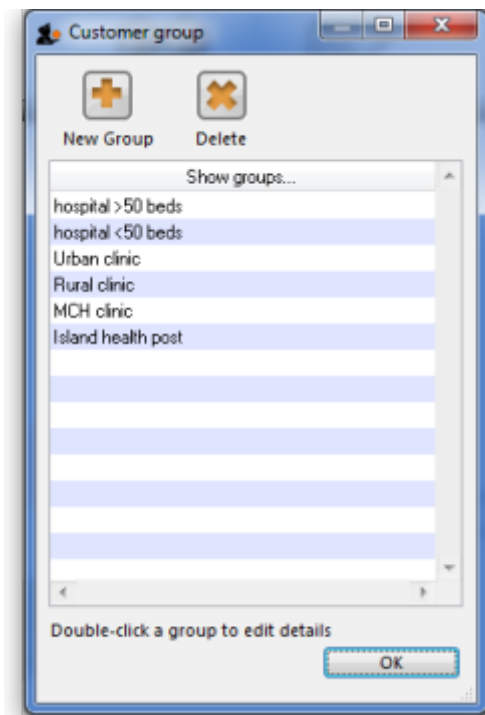 Customer group
New Group Delete
Show groups...
hospital >50 beds
hospital <50 beds
Urban clinic
Rural clinic
MCH clinic
Island health post
Double-click a group to edit details
OK